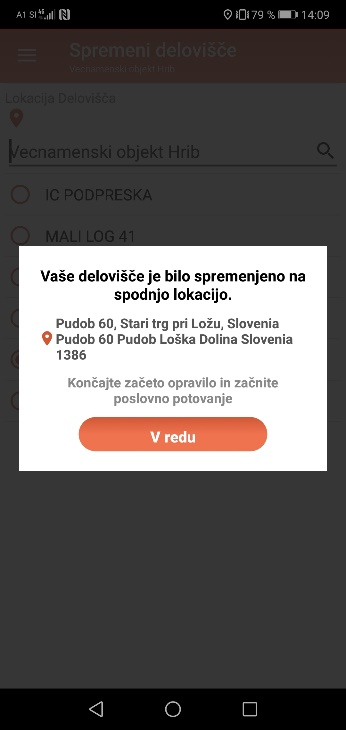 A1 SI 79 % 14:09
Spremeni delovišče
Vecnamenski objekt Hrib
Lokacija Delovišča
Vecnamenski objekt Hrib
IC PODPRESKA
MALI LOG 41
Vaše delovišče je bilo spremenjeno na
spodnjo lokacijo.
Pudob 60, Stari trg pri Ložu, Slovenia
Pudob 60 Pudob Loška Dolina Slovenia
1386
Končajte začeto opravilo in začnite
poslovno potovanje
V redu